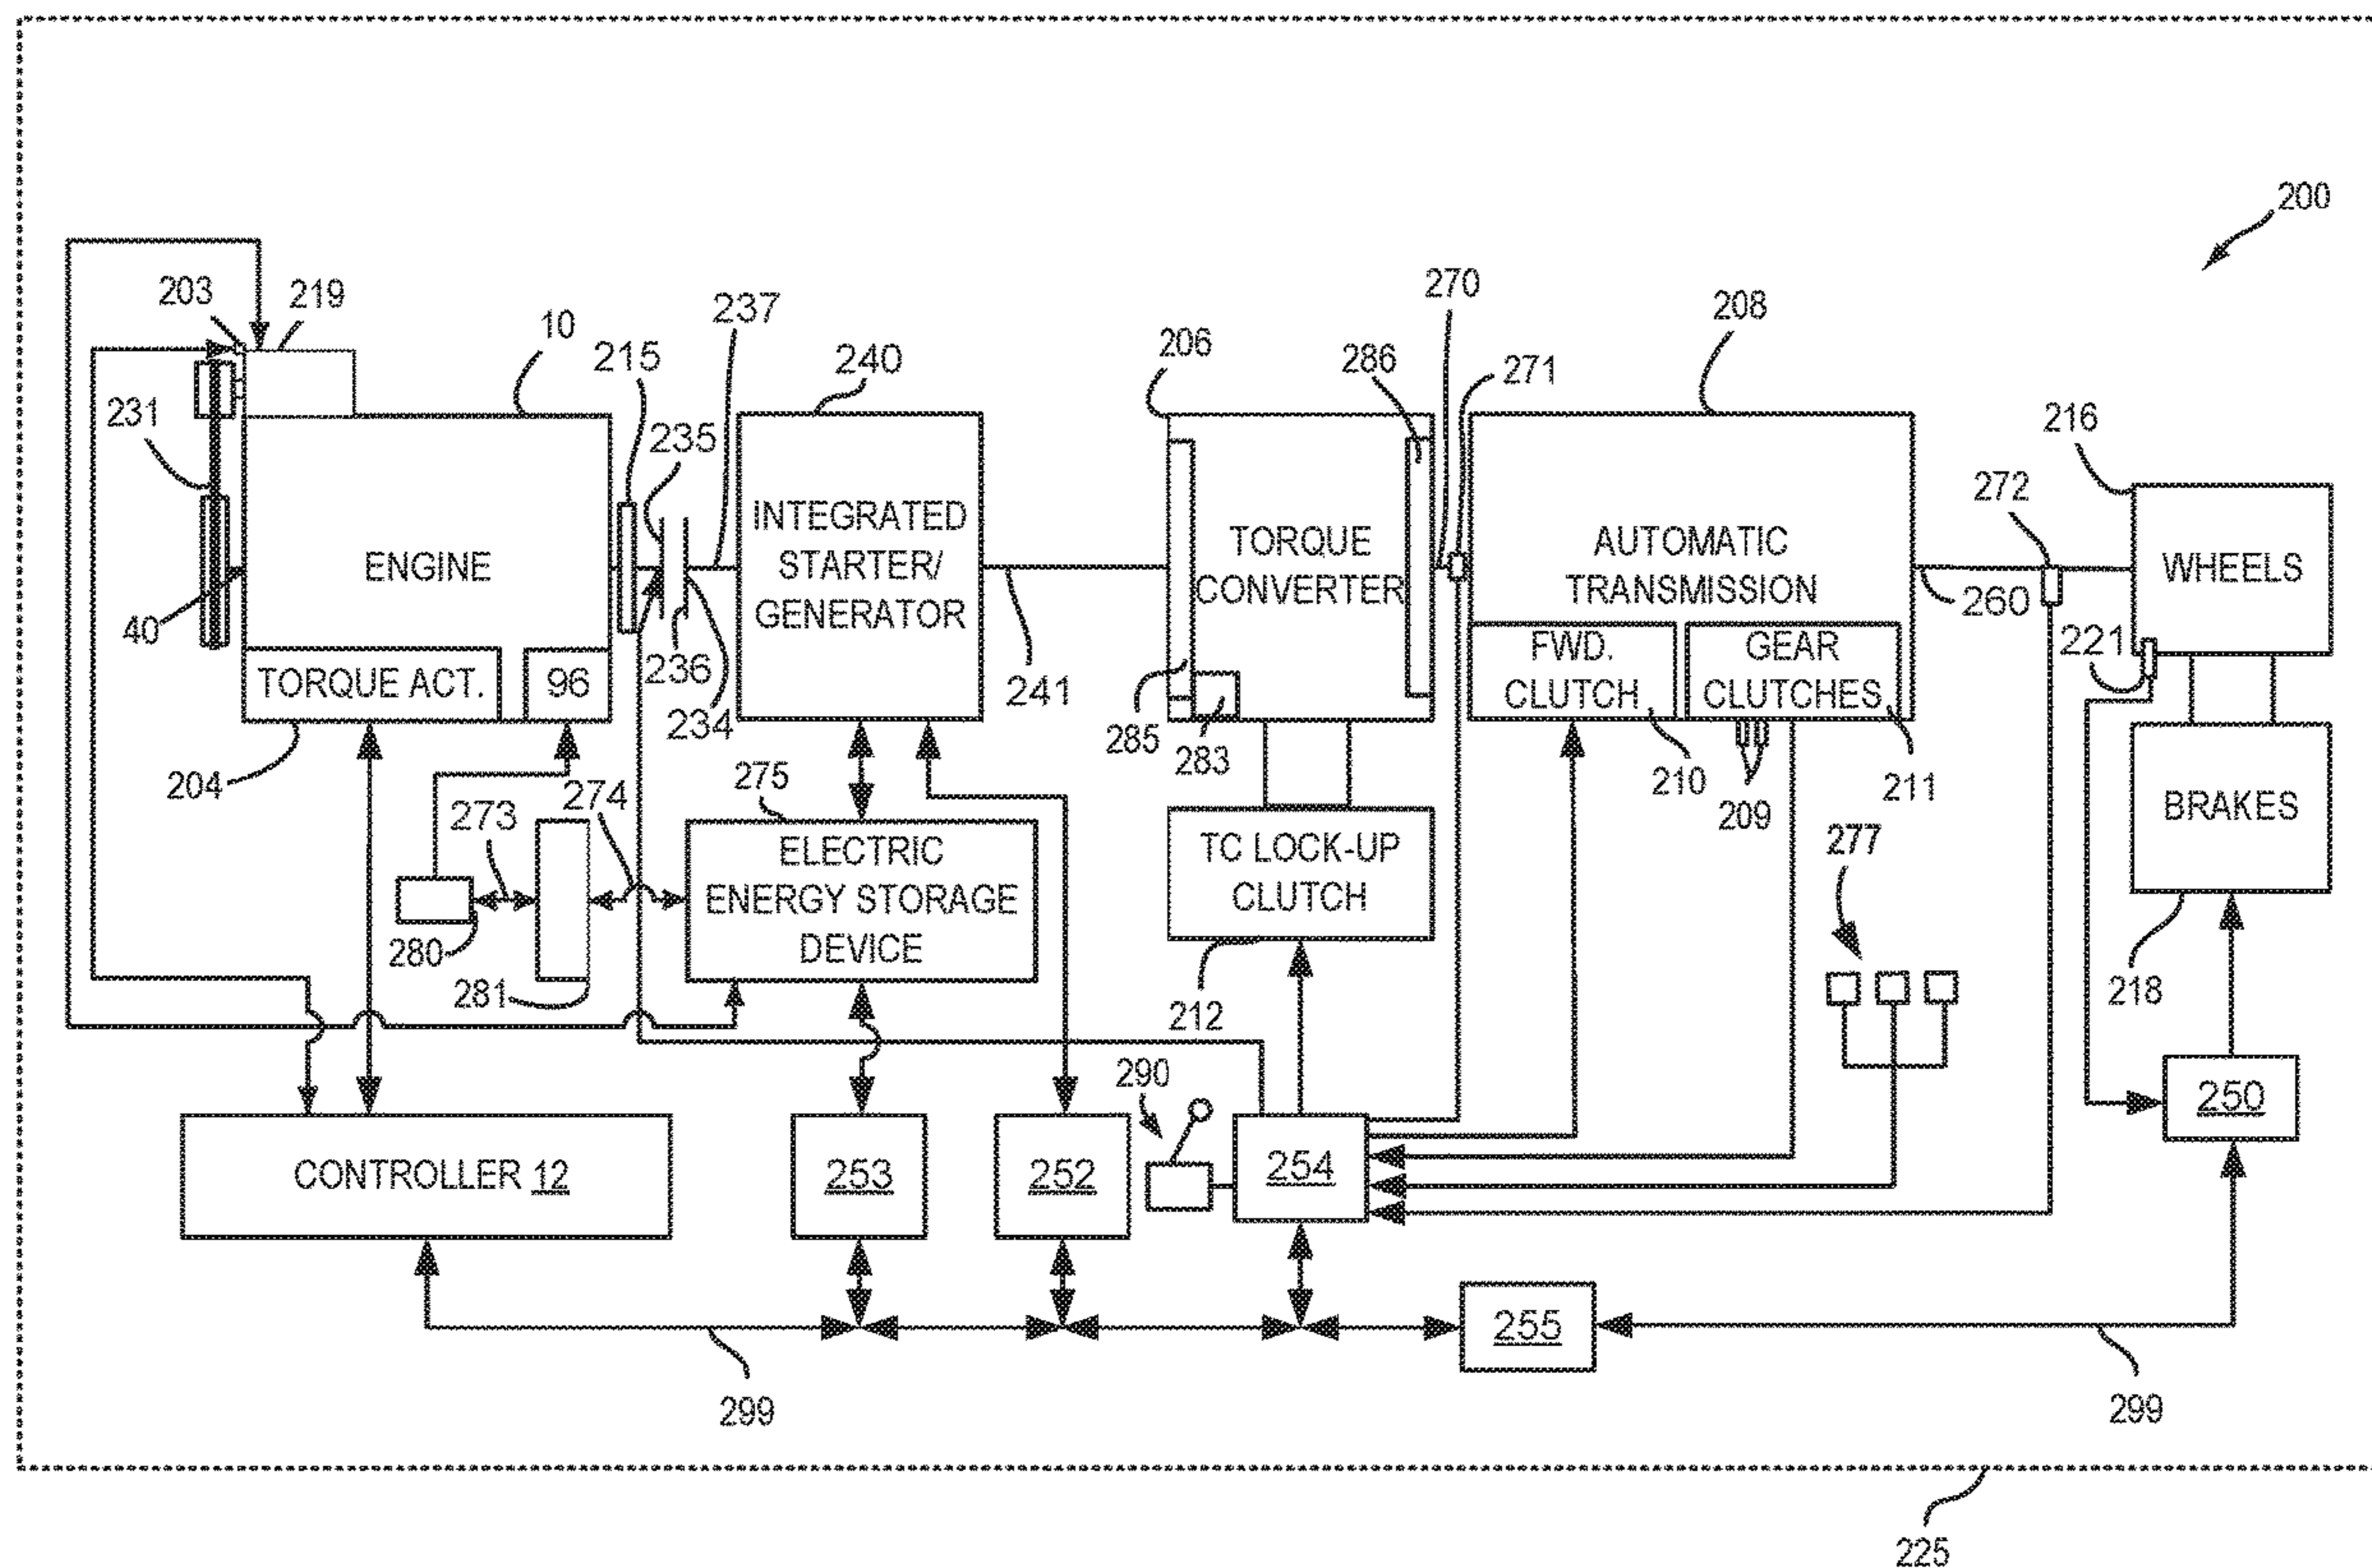 200
203
219
10
215
237
240
235
206
286
270
271
208
216
272
231
ENGINE
INTEGRATED
STARTER/
GENERATOR
TORQUE
CONVERTER
AUTOMATIC
TRANSMISSION
WHEELS
40
236
234
241
260
221
TORQUE ACT.
96
FWD.
CLUTCH
GEAR
CLUTCHES
285
283
204
273
274
275
210
209
211
277
BRAKES
ELECTRIC
ENERGY STORAGE
DEVICE
TC LOCK-UP
CLUTCH
280
281
212
218
290
250
CONTROLLER 12
253
252
254
255
299
299
225